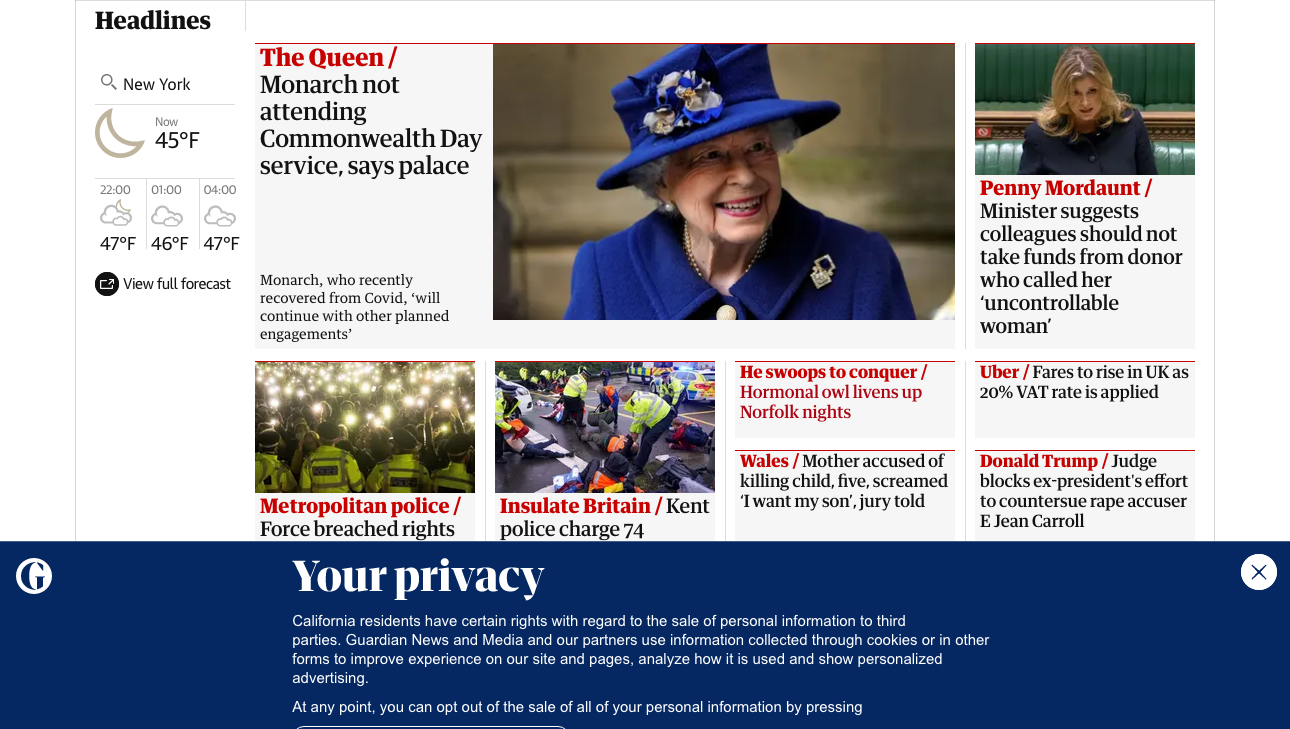 Headlines
New York
Now
45°F
22:00
01:00
04:00
47°F
46°F
47°F
View full forecast
The Queen /
Monarch not
attending
Commonwealth Day
service, says palace
Monarch, who recently
recovered from Covid, ‘will
continue with other planned
engagements’
Penny Mordaunt /
Minister suggests
colleagues should not
take funds from donor
who called her
‘uncontrollable
woman’
Metropolitan police /
Force breached rights
Insulate Britain / Kent
police charge 74
He swoops to conquer /
Hormonal owl livens up
Norfolk nights
Wales / Mother accused of
killing child, five, screamed
‘I want my son’, jury told
Uber / Fares to rise in UK as
20% VAT rate is applied
Donald Trump / Judge
blocks ex-president's effort
to countersue rape accuser
E Jean Carroll
G
Your privacy
California residents have certain rights with regard to the sale of personal information to third
parties. Guardian News and Media and our partners use information collected through cookies or in other
forms to improve experience on our site and pages, analyze how it is used and show personalized
advertising.
At any point, you can opt out of the sale of all of your personal information by pressing